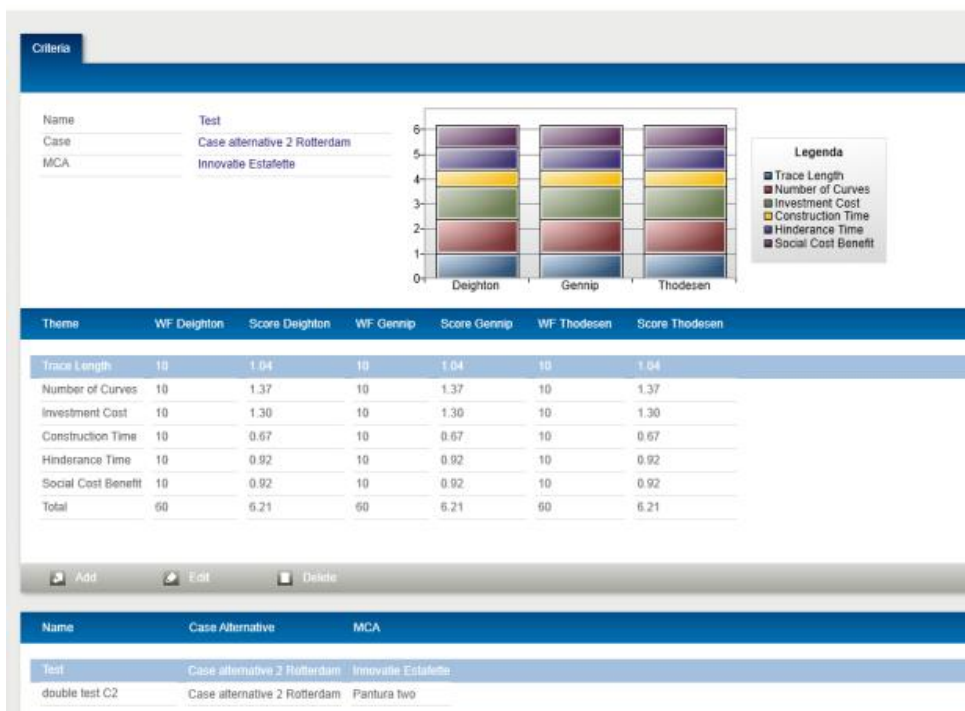 Criteria
Name Test
Case Case alternative 2 Rotterdam
MCA Innovatie Estafette
6
5
4
3
2
1
0
Deighton Gennip Thodesen
Legenda
Trace Length
Number of Curves
Investment Cost
Construction Time
Hinderance Time
Social Cost Benefit
Theme WF Deighton Score Deighton WF Gennip Score Gennip WF Thodesen Score Thodesen
Trace Length 10 1.04 10 1.04 10 1.04
Number of Curves 10 1.37 10 1.37 10 1.37
Investment Cost 10 1.30 10 1.30 10 1.30
Construction Time 10 0.67 10 0.67 10 0.67
Hinderance Time 10 0.92 10 0.92 10 0.92
Social Cost Benefit 10 0.92 10 0.92 10 0.92
Total 60 6.21 60 6.21 60 6.21
Add Edit Delete
Name Case Alternative MCA
Test Case alternative 2 Rotterdam Innovatie Estafette
double test C2 Case alternative 2 Rotterdam Pantura two